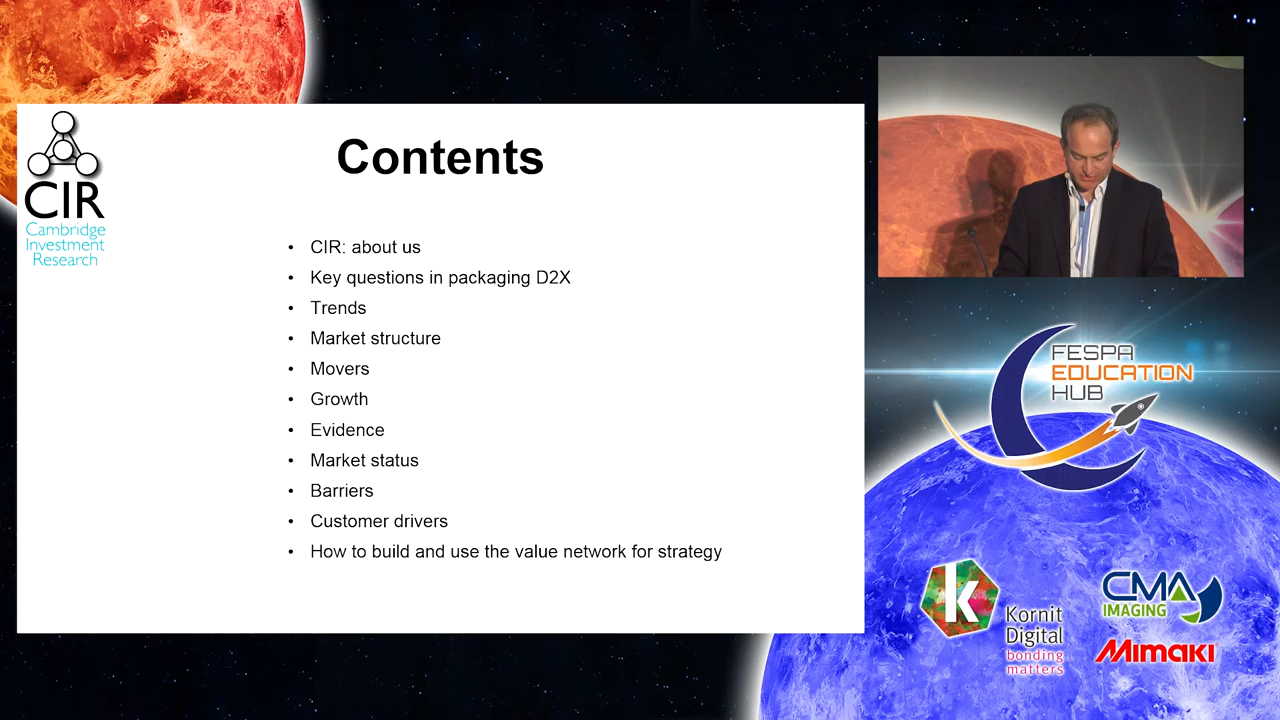 CIR
Cambridge
Investment
Research
Contents
• CIR: about us
• Key questions in packaging D2X
• Trends
• Market structure
• Movers
• Growth
• Evidence
• Market status
• Barriers
• Customer drivers
• How to build and use the value network for strategy
FESPA
EDUCATION
HUB
k
Kornit
Digital
bonding
matters
CMA
IMAGING
Mimaki